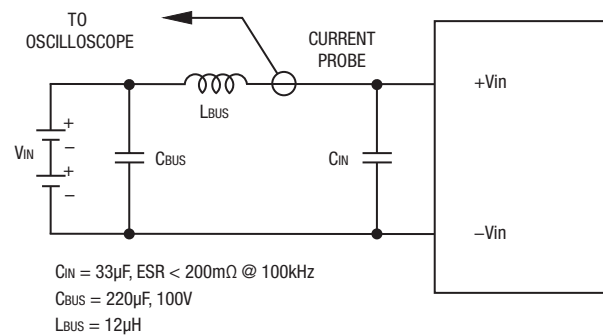 TO
OSCILLOSCOPE
CURRENT
PROBE
+Vin
LBUS
VIN
+
−
+
−
CBUS
CIN
−Vin
CIN = 33µF, ESR < 200mΩ @ 100kHz
CBUS = 220µF, 100V
LBUS = 12µH